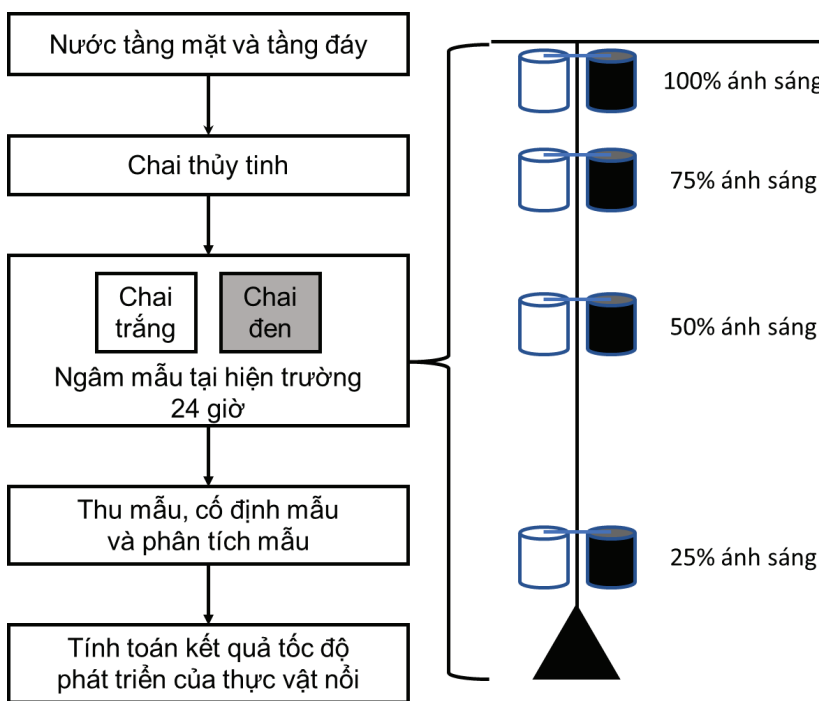 Nước tầng mặt và tầng đáy
Chai thủy tinh
Chai
trắng
Chai
đen
Ngâm mẫu tại hiện trường
24 giờ
Thu mẫu, cố định mẫu
và phân tích mẫu
Tính toán kết quả tốc độ
phát triển của thực vật nổi
100% ánh sáng
75% ánh sáng
50% ánh sáng
25% ánh sáng